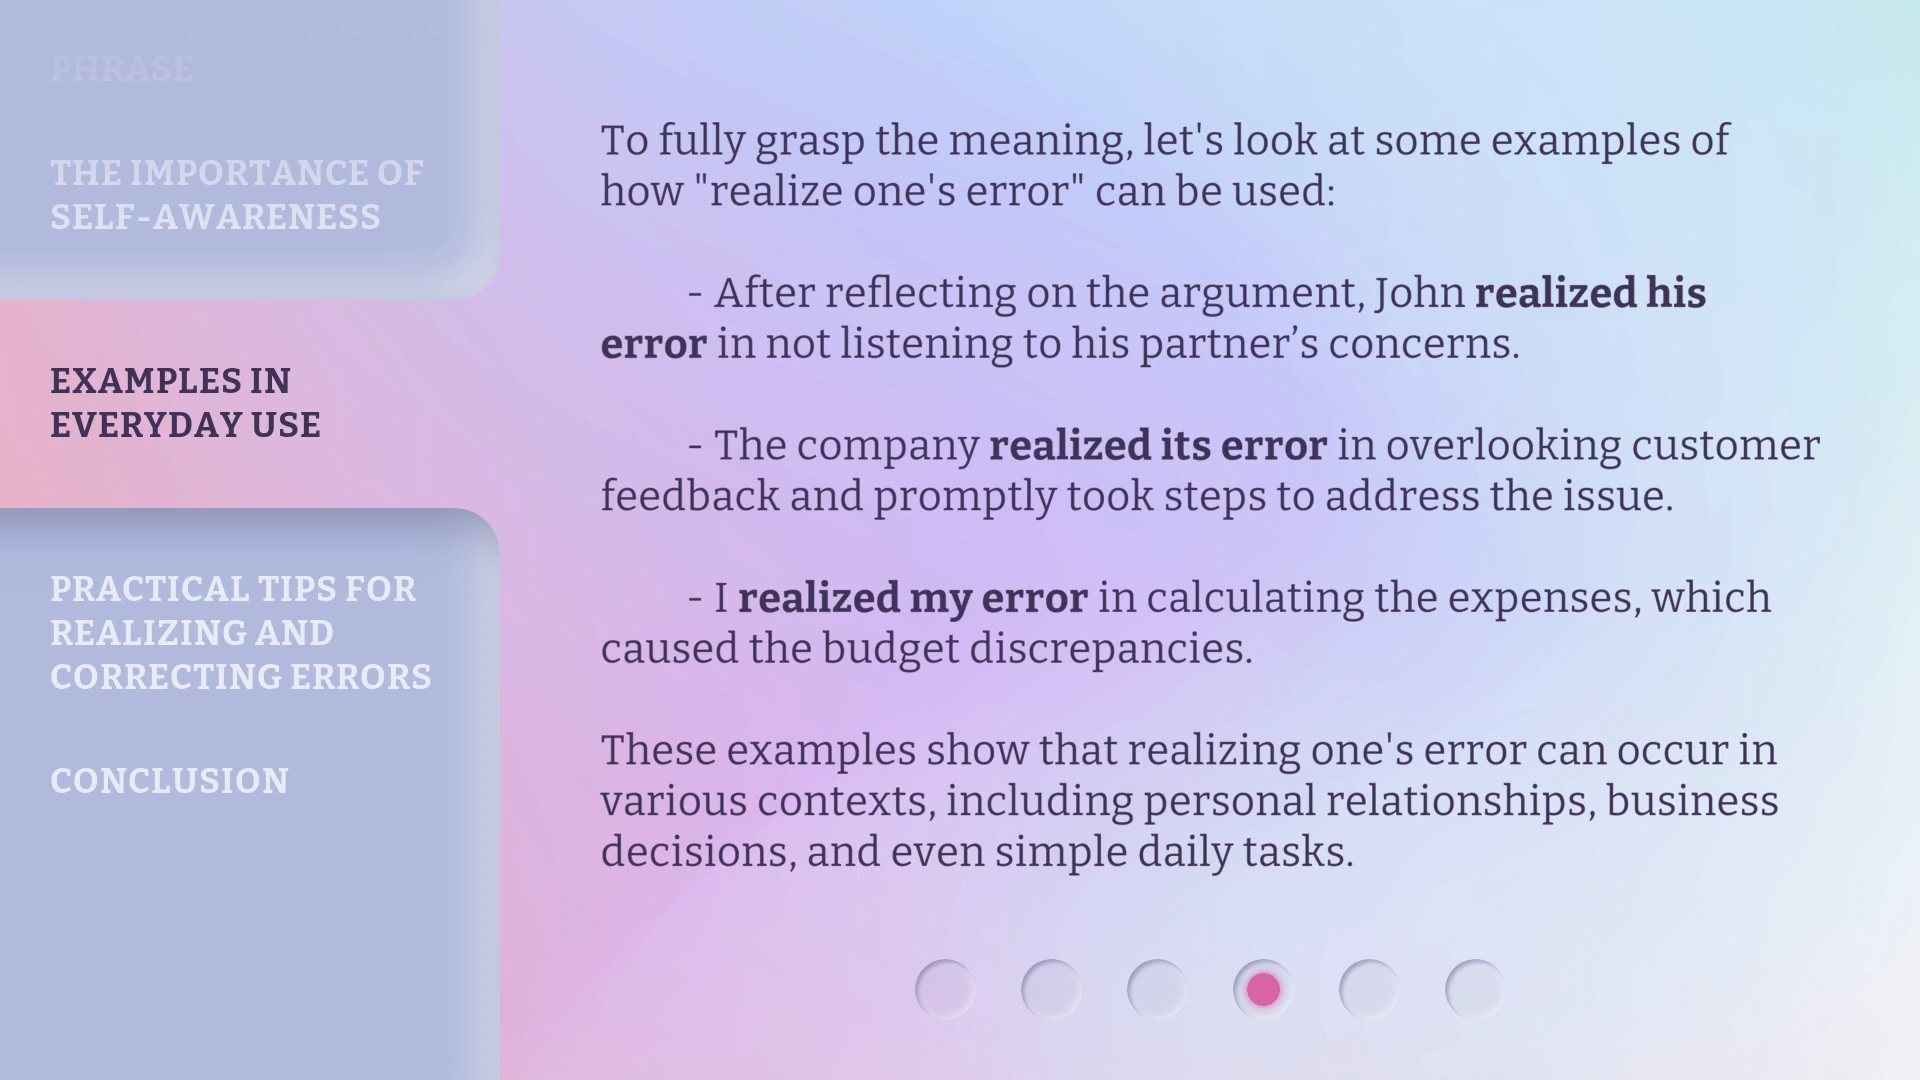 BREAKING DOWN THE
PHRASE
THE IMPORTANCE OF
SELF-AWARENESS
EXAMPLES IN
EVERYDAY USE
PRACTICAL TIPS FOR
REALIZING AND
CORRECTING ERRORS
CONCLUSION
To fully grasp the meaning, let's look at some examples of
how "realize one's error" can be used:
- After reflecting on the argument, John realized his
error in not listening to his partner’s concerns.
- The company realized its error in overlooking customer
feedback and promptly took steps to address the issue.
- I realized my error in calculating the expenses, which
caused the budget discrepancies.
These examples show that realizing one's error can occur in
various contexts, including personal relationships, business
decisions, and even simple daily tasks.